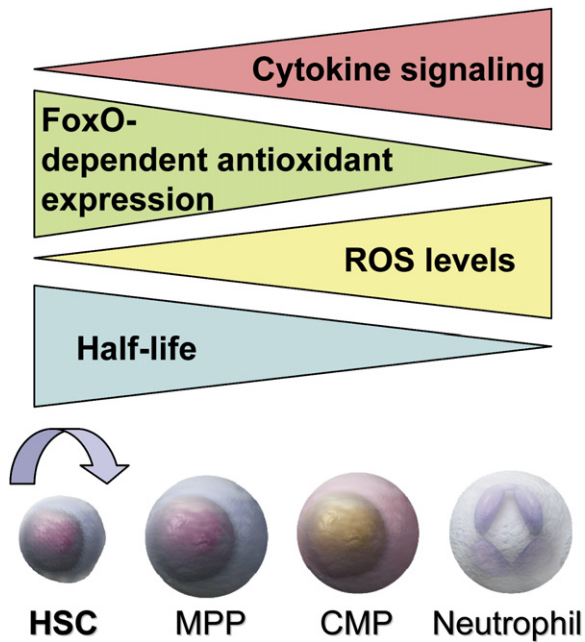 Cytokine signaling
FoxO-
dependent antioxidant
expression
ROS levels
Half-life
HSC MPP CMP Neutrophil